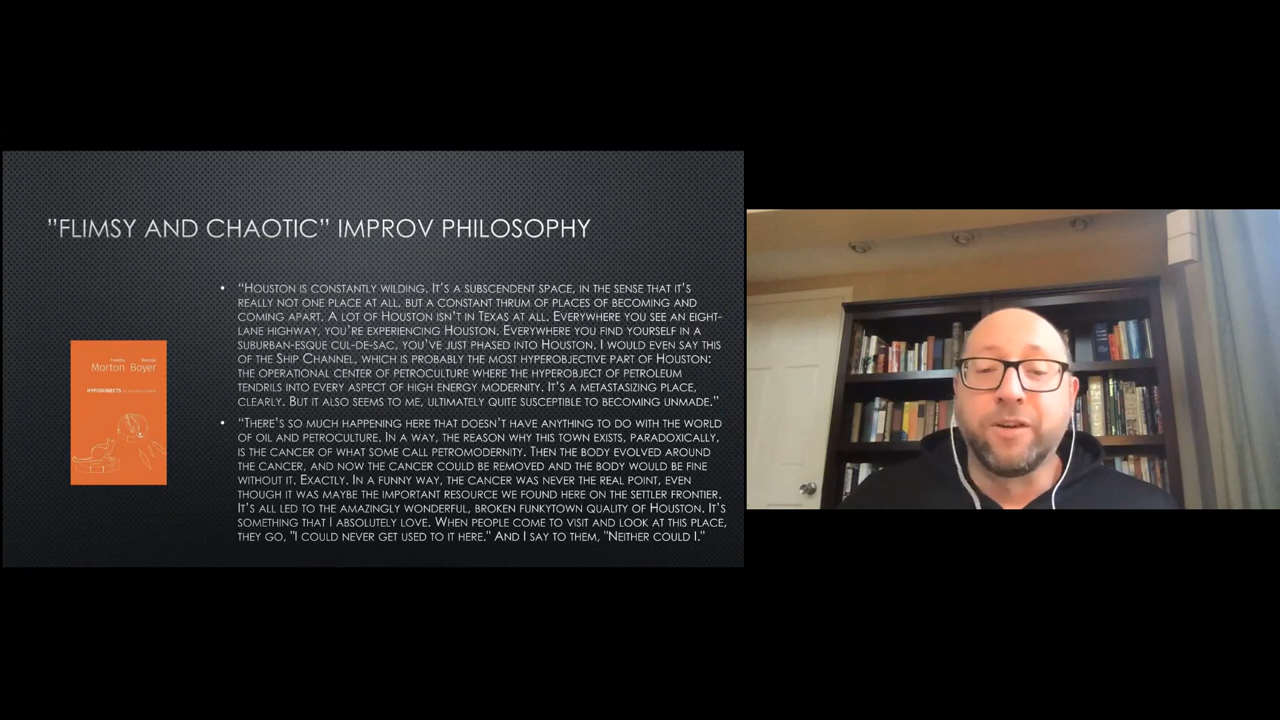 ”FLIMSY AND CHAOTIC” IMPROV PHILOSOPHY
• “HOUSTON IS CONSTANTLY WILDING. IT’S A SUBSCENDENT SPACE, IN THE SENSE THAT IT’S
REALLY NOT ONE PLACE AT ALL, BUT A CONSTANT THRUM OF PLACES OF BECOMING AND
COMING APART. A LOT OF HOUSTON ISN’T IN TEXAS AT ALL. EVERYWHERE YOU SEE AN EIGHT-
LANE HIGHWAY, YOU’RE EXPERIENCING HOUSTON. EVERYWHERE YOU FIND YOURSELF IN A
SUBURBAN-ESQUE CUL-DE-SAC, YOU’VE JUST PHASED INTO HOUSTON. I WOULD EVEN SAY THIS
OF THE SHIP CHANNEL, WHICH IS PROBABLY THE MOST HYPEROBJECTIVE PART OF HOUSTON:
THE OPERATIONAL CENTER OF PETROCULTURE WHERE THE HYPEROBJECT OF PETROLEUM
TENDRILS INTO EVERY ASPECT OF HIGH ENERGY MODERNITY. IT’S A METASTASIZING PLACE,
CLEARLY. BUT IT ALSO SEEMS TO ME, ULTIMATELY QUITE SUSCEPTIBLE TO BECOMING UNMADE.”
• “THERE’S SO MUCH HAPPENING HERE THAT DOESN’T HAVE ANYTHING TO DO WITH THE WORLD
OF OIL AND PETROCULTURE. IN A WAY, THE REASON WHY THIS TOWN EXISTS, PARADOXICALLY,
IS THE CANCER OF WHAT SOME CALL PETROMODERNITY. THEN THE BODY EVOLVED AROUND
THE CANCER, AND NOW THE CANCER COULD BE REMOVED AND THE BODY WOULD BE FINE
WITHOUT IT. EXACTLY. IN A FUNNY WAY, THE CANCER WAS NEVER THE REAL POINT, EVEN
THOUGH IT WAS MAYBE THE IMPORTANT RESOURCE WE FOUND HERE ON THE SETTLER FRONTIER.
IT’S ALL LED TO THE AMAZINGLY WONDERFUL, BROKEN FUNKYTOWN QUALITY OF HOUSTON. IT’S
SOMETHING THAT I ABSOLUTELY LOVE. WHEN PEOPLE COME TO VISIT AND LOOK AT THIS PLACE,
THEY GO, "I COULD NEVER GET USED TO IT HERE." AND I SAY TO THEM, "NEITHER COULD I."
Morton Boyer
HYPOSUBJECTS